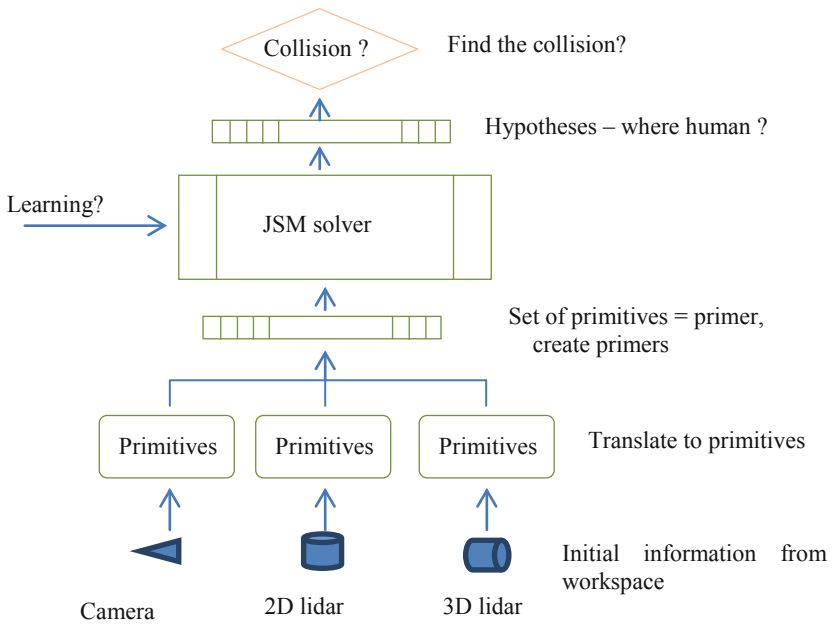 Collision ?
Find the collision?
Hypotheses – where human ?
Learning?
JSM solver
Set of primitives = primer,
create primers
Primitives
Primitives
Primitives
Translate to primitives
Initial information from
workspace
Camera
2D lidar
3D lidar